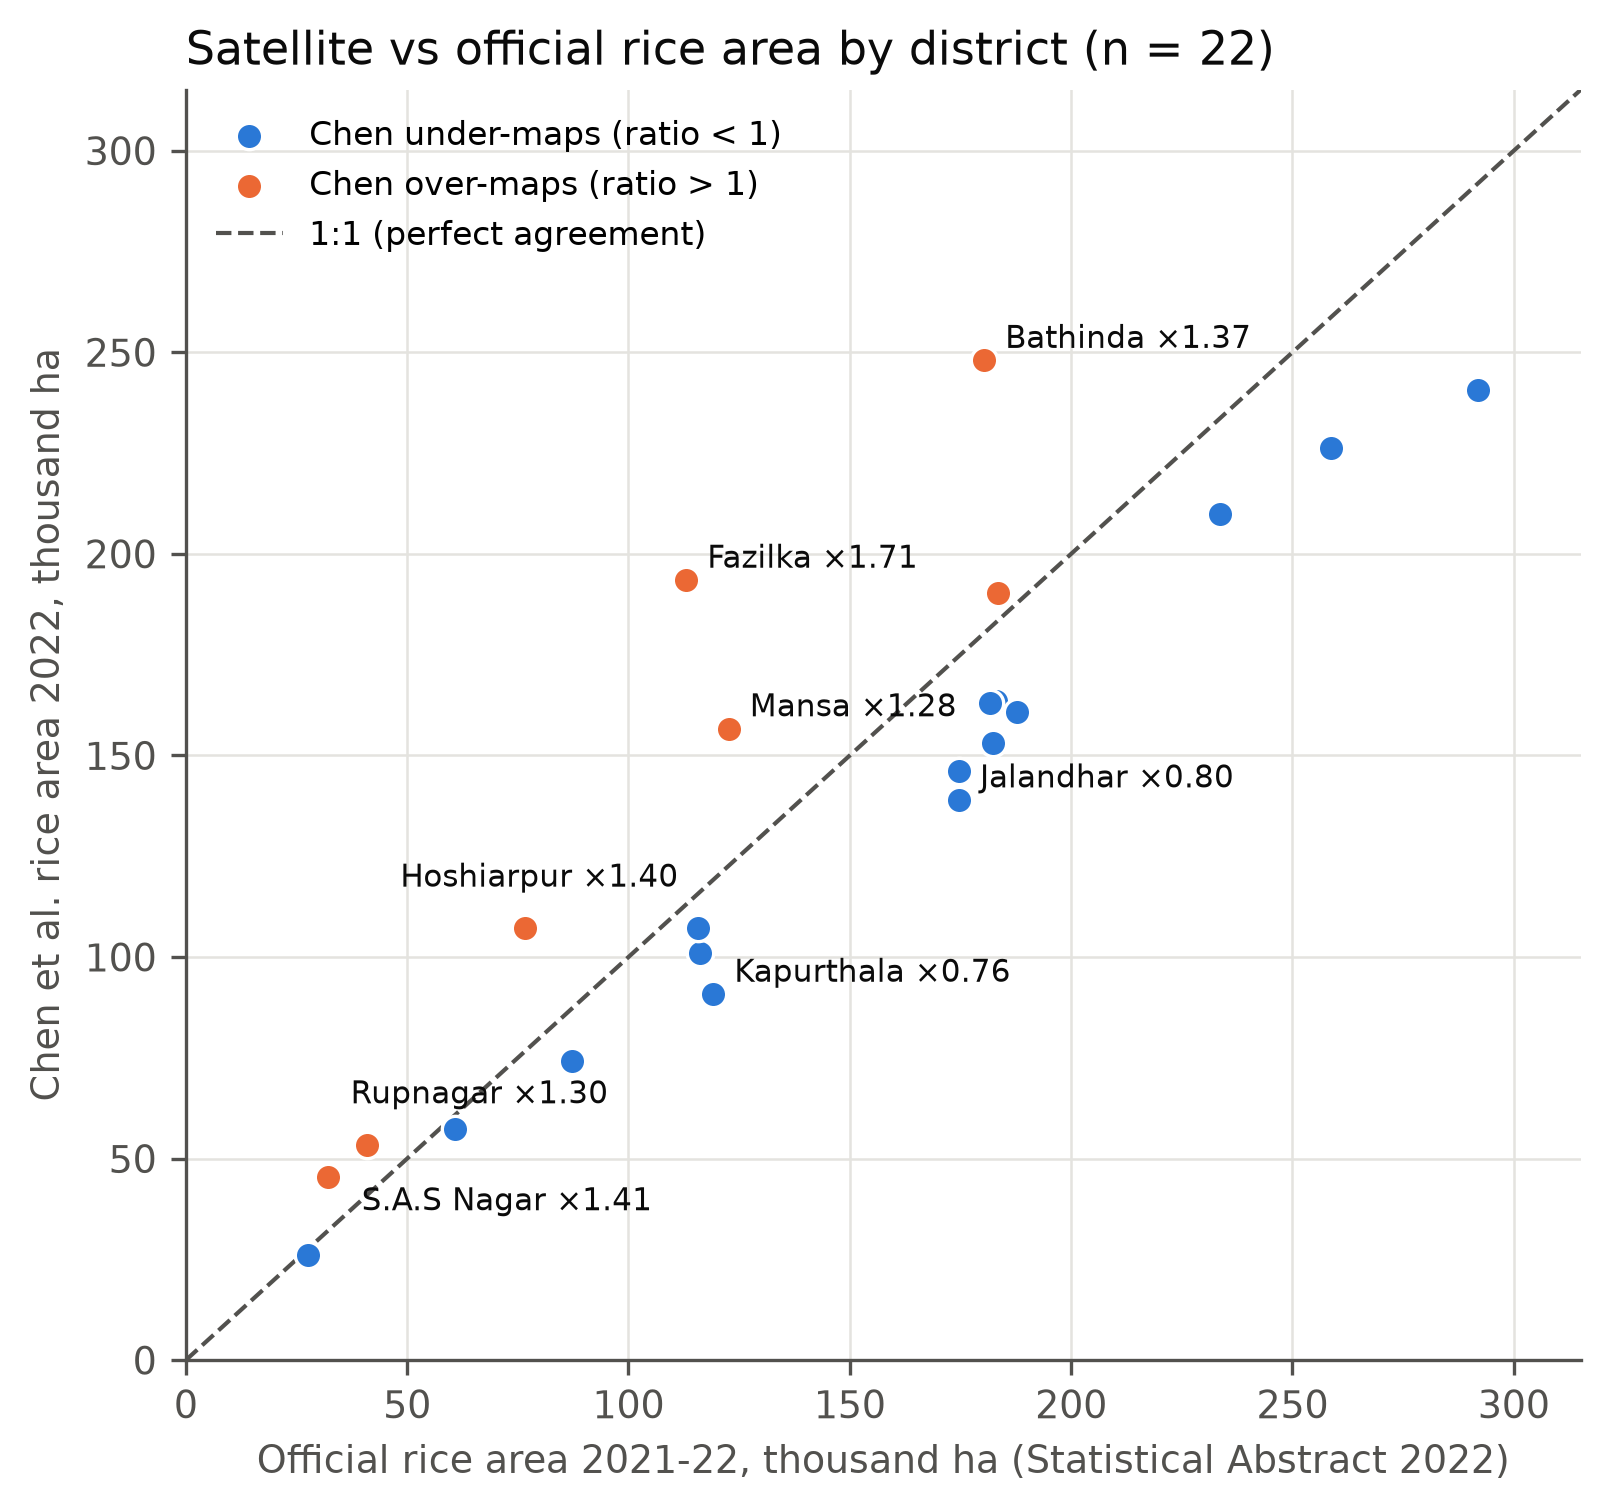 Satellite vs official rice area by district (n = 22)
Chen under-maps (ratio < 1)
Chen over-maps (ratio > 1)
1:1 (perfect agreement)
Chen et al. rice area 2022, thousand ha
300
250
200
150
100
50
0
Bathinda ×1.37
Fazilka ×1.71
Mansa ×1.28
Jalandhar ×0.80
Hoshiarpur ×1.40
Kapurthala ×0.76
Rupnagar ×1.30
S.A.S Nagar ×1.41
0
50
100
150
200
250
300
Official rice area 2021-22, thousand ha (Statistical Abstract 2022)